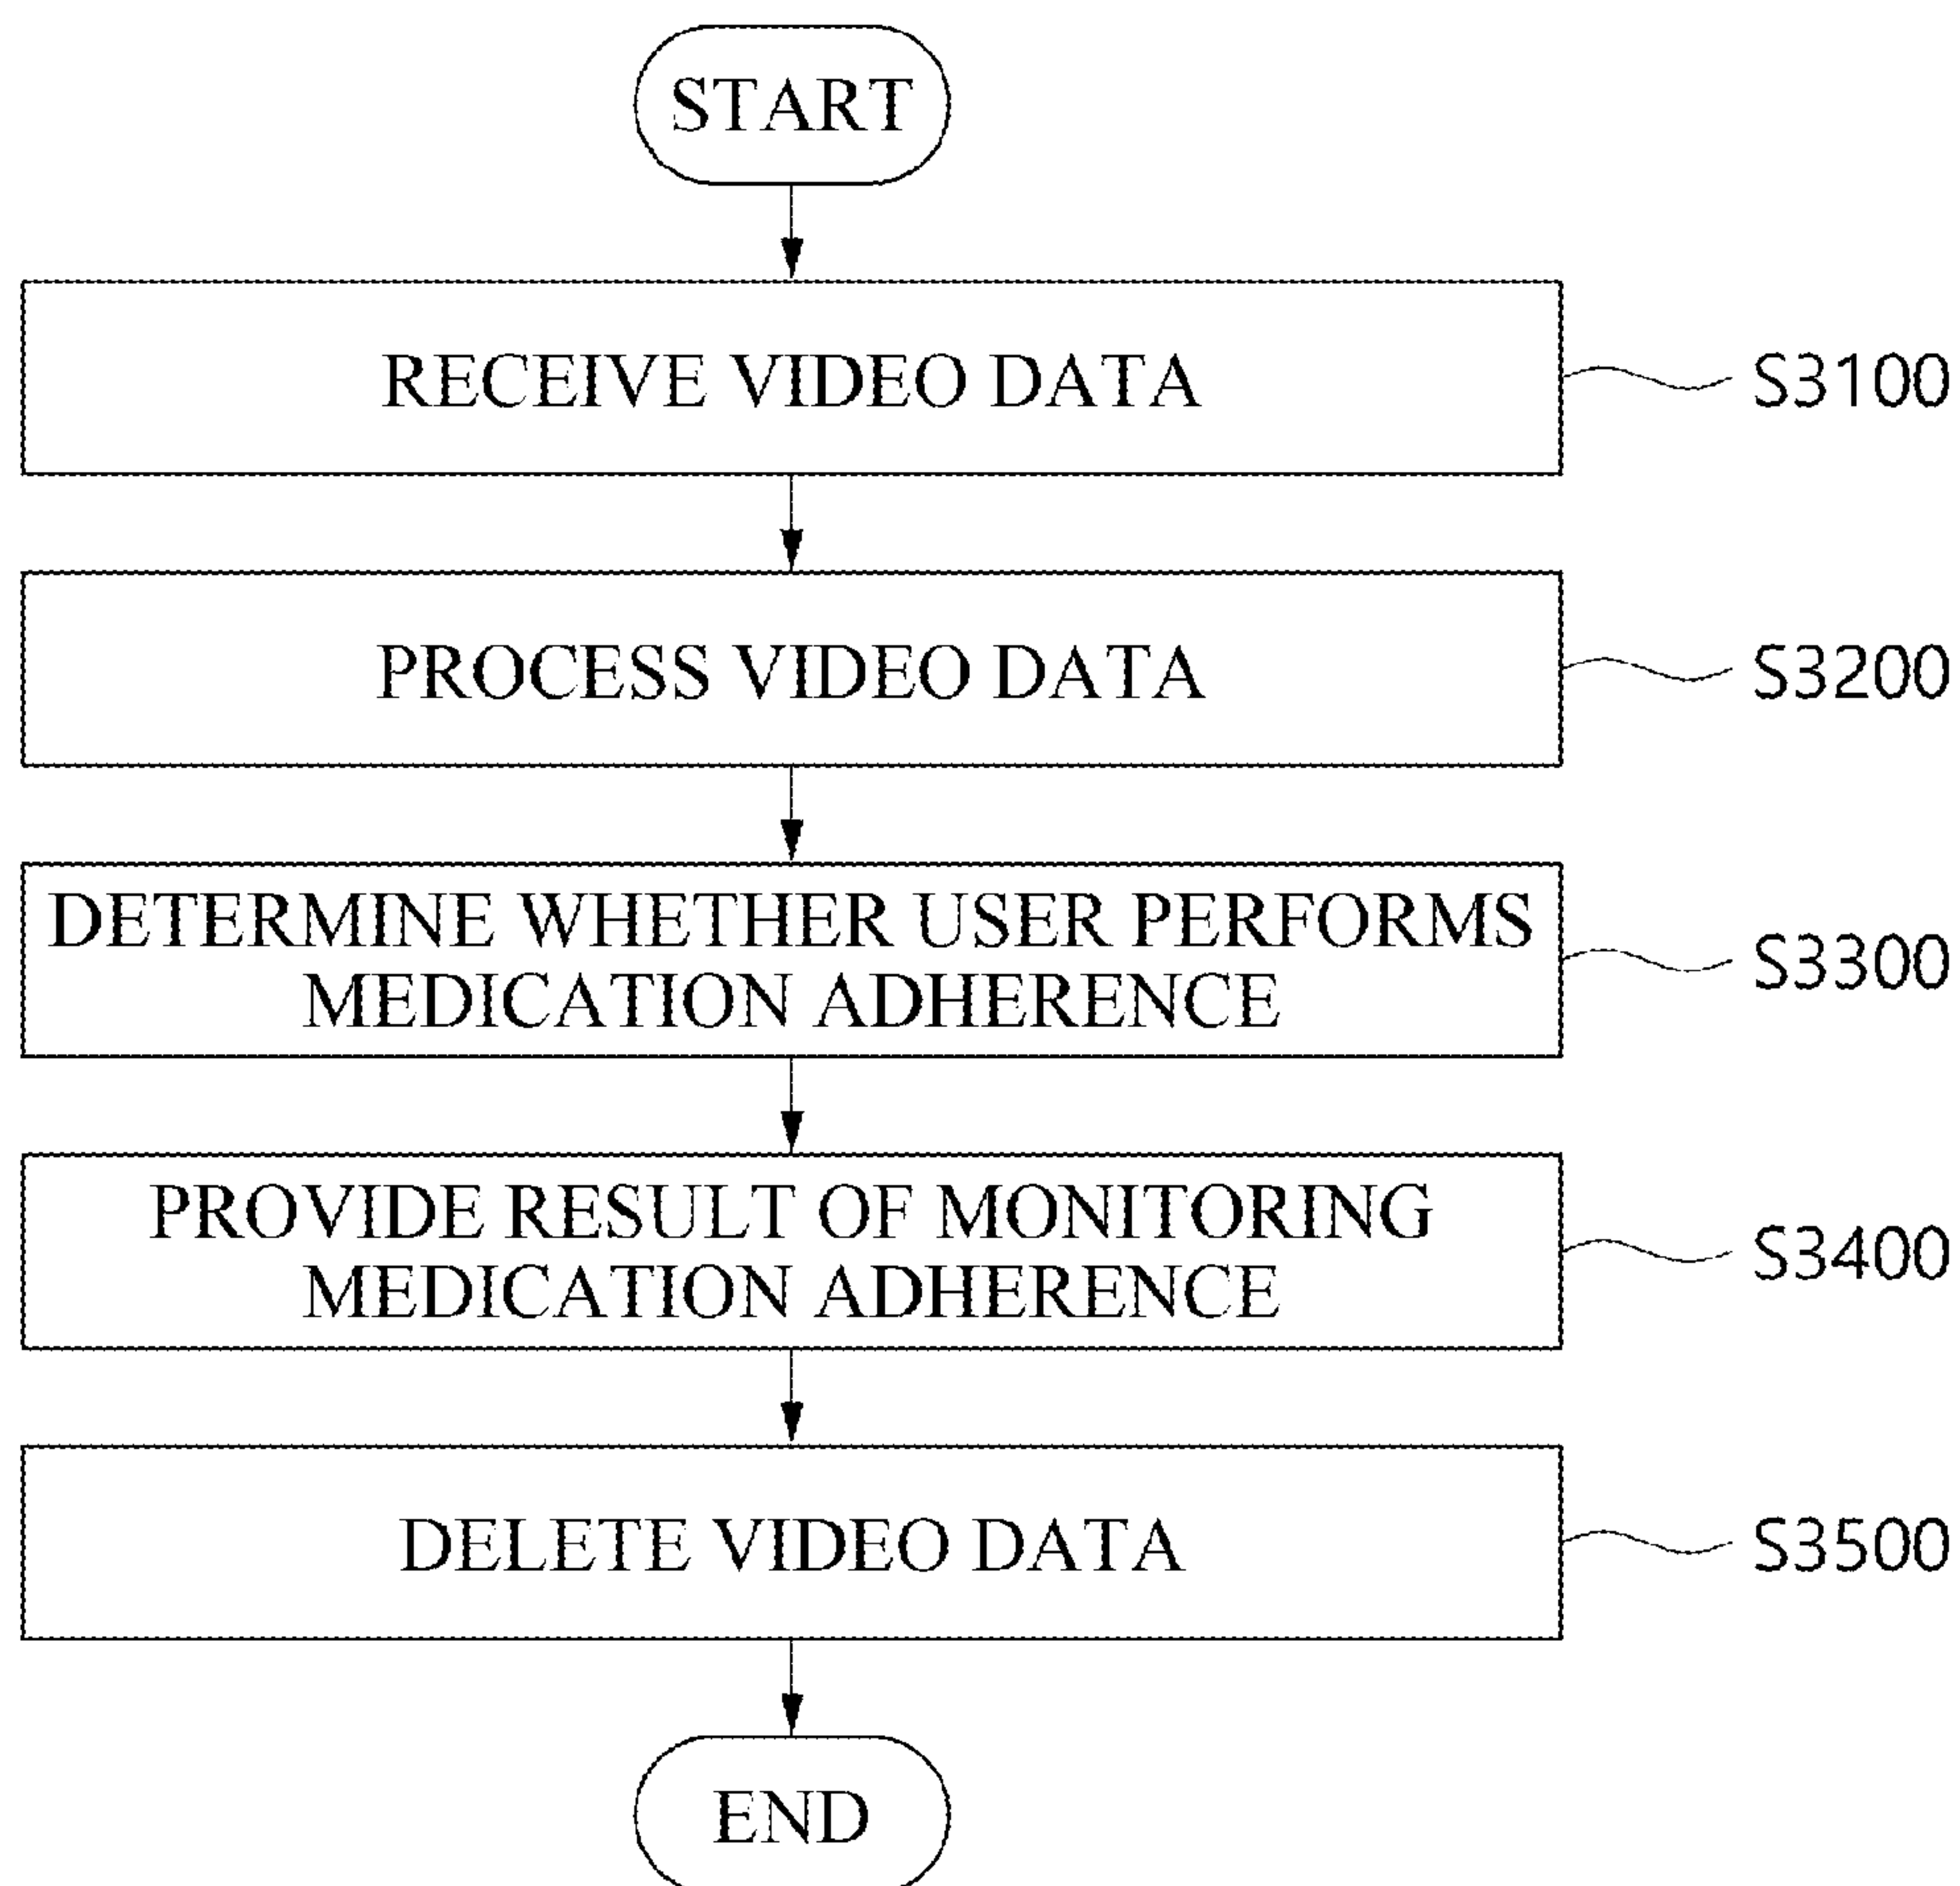 START
RECEIVE VIDEO DATA
S3100
PROCESS VIDEO DATA
S3200
DETERMINE WHETHER USER PERFORMS
MEDICATION ADHERENCE
S3300
PROVIDE RESULT OF MONITORING
MEDICATION ADHERENCE
S3400
DELETE VIDEO DATA
S3500
END